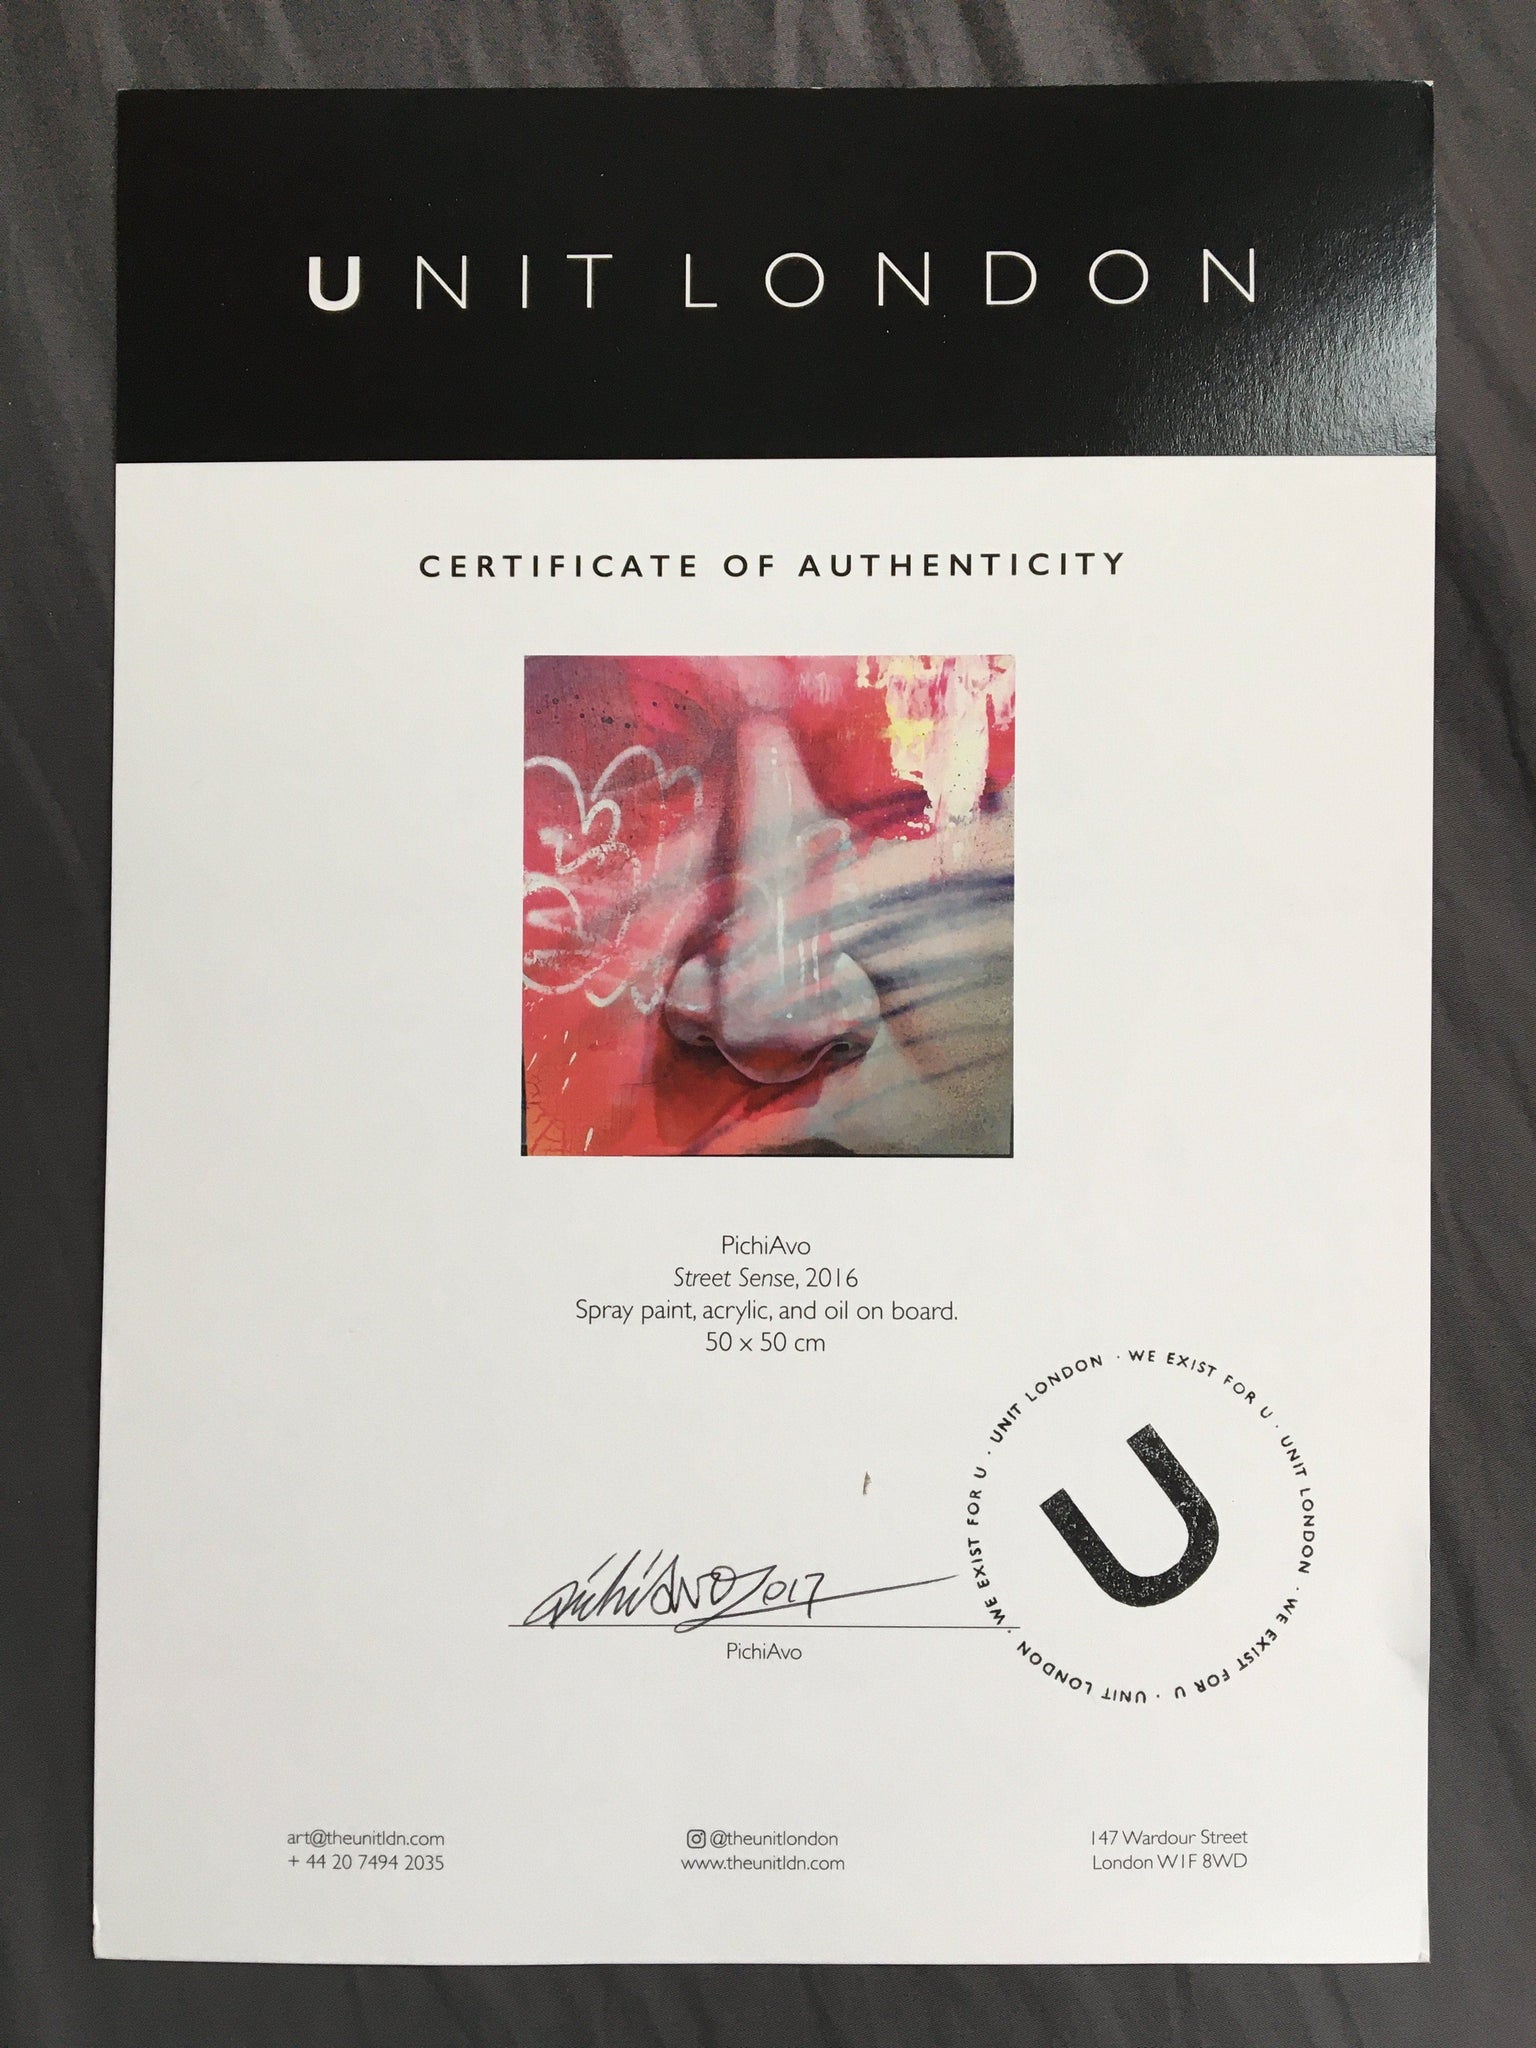 UNIT LONDON
CERTIFICATE OF AUTHENTICITY
PichiAvo
Street Sense, 2016
Spray paint, acrylic, and oil on board.
50 x 50 cm
UNIT LONDON · WE EXIST FOR U · UNIT LONDON · WE EXIST FOR U · UNIT LONDON · WE EXIST FOR U ·
U
PichiAvo 2017
PichiAvo
art@theunitldn.com
+ 44 20 7494 2035
@theunitlondon
www.theunitldn.com
147 Wardour Street
London W1F 8WD